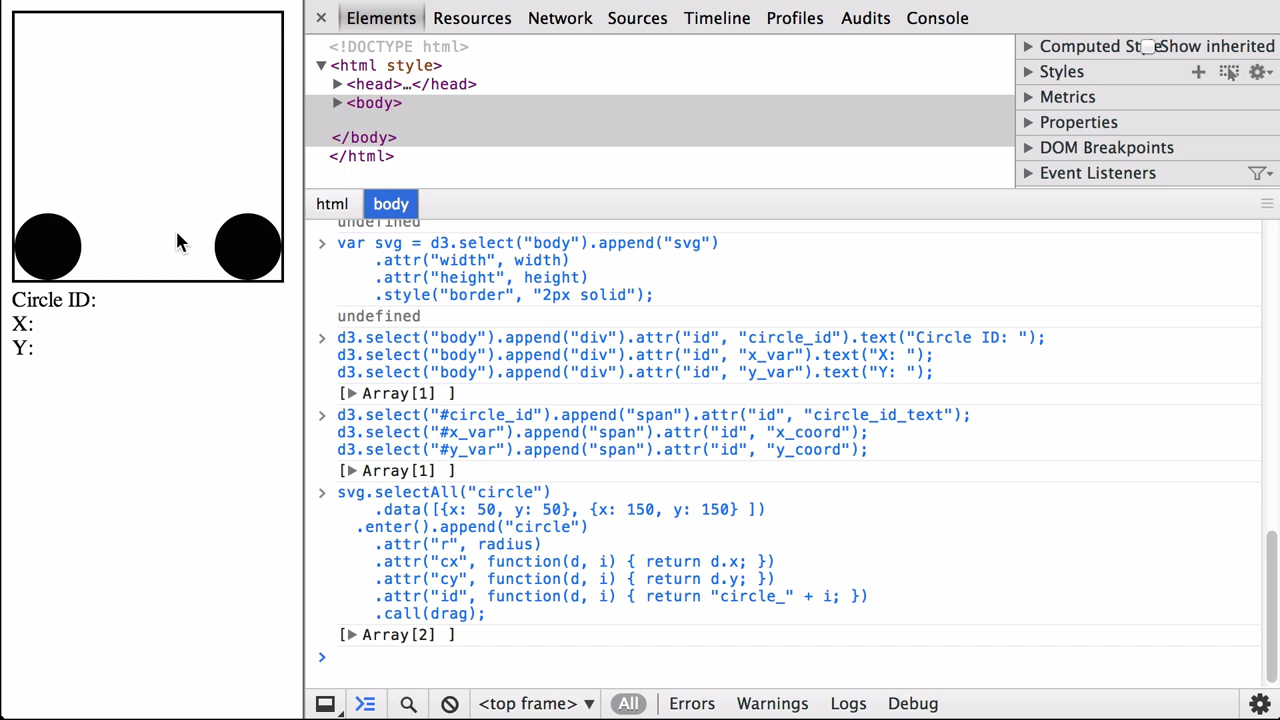 Circle ID:
X:
Y:
× Elements Resources Network Sources Timeline Profiles Audits Console
<!DOCTYPE html>
▼<html style>
▶<head>…</head>
▶<body>
</body>
</html>
▶ Computed Style Show inherited
▶ Styles
▶ Metrics
▶ Properties
▶ DOM Breakpoints
▶ Event Listeners
html body
undefined
> var svg = d3.select("body").append("svg")
.attr("width", width)
.attr("height", height)
.style("border", "2px solid");
undefined
> d3.select("body").append("div").attr("id", "circle_id").text("Circle ID: ");
d3.select("body").append("div").attr("id", "x_var").text("X: ");
d3.select("body").append("div").attr("id", "y_var").text("Y: ");
[▶ Array[1] ]
> d3.select("#circle_id").append("span").attr("id", "circle_id_text");
d3.select("#x_var").append("span").attr("id", "x_coord");
d3.select("#y_var").append("span").attr("id", "y_coord");
[▶ Array[1] ]
> svg.selectAll("circle")
.data([{x: 50, y: 50}, {x: 150, y: 150} ])
.enter().append("circle")
.attr("r", radius)
.attr("cx", function(d, i) { return d.x; })
.attr("cy", function(d, i) { return d.y; })
.attr("id", function(d, i) { return "circle_" + i; })
.call(drag);
[▶ Array[2] ]
>
<top frame> ▼ All Errors Warnings Logs Debug